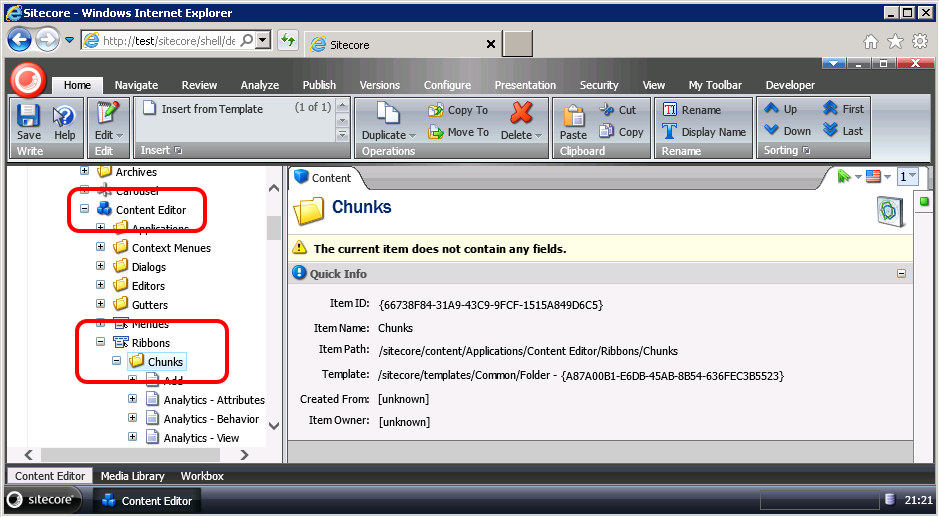 Sitecore - Windows Internet Explorer
http://test/sitecore/shell/de
Sitecore
Home Navigate Review Analyze Publish Versions Configure Presentation Security View My Toolbar Developer
Save Help Edit Insert from Template (1 of 1) Duplicate Copy To Move To Delete Paste Cut Copy Rename Display Name Up Down First Last
Write Edit Insert Operations Clipboard Rename Sorting
Archives
Carousel
Content Editor
Applications
Context Menues
Dialogs
Editors
Gutters
Menues
Ribbons
Chunks
Add
Analytics - Attributes
Analytics - Behavior
Analytics - View
Content
1
Chunks
The current item does not contain any fields.
Quick Info
Item ID: {66738F84-31A9-43C9-9FCF-1515A849D6C5}
Item Name: Chunks
Item Path: /sitecore/content/Applications/Content Editor/Ribbons/Chunks
Template: /sitecore/templates/Common/Folder - {A87A00B1-E6DB-45AB-8B54-636FEC3B5523}
Created From: [unknown]
Item Owner: [unknown]
Content Editor Media Library Workbox
sitecore Content Editor 21:21